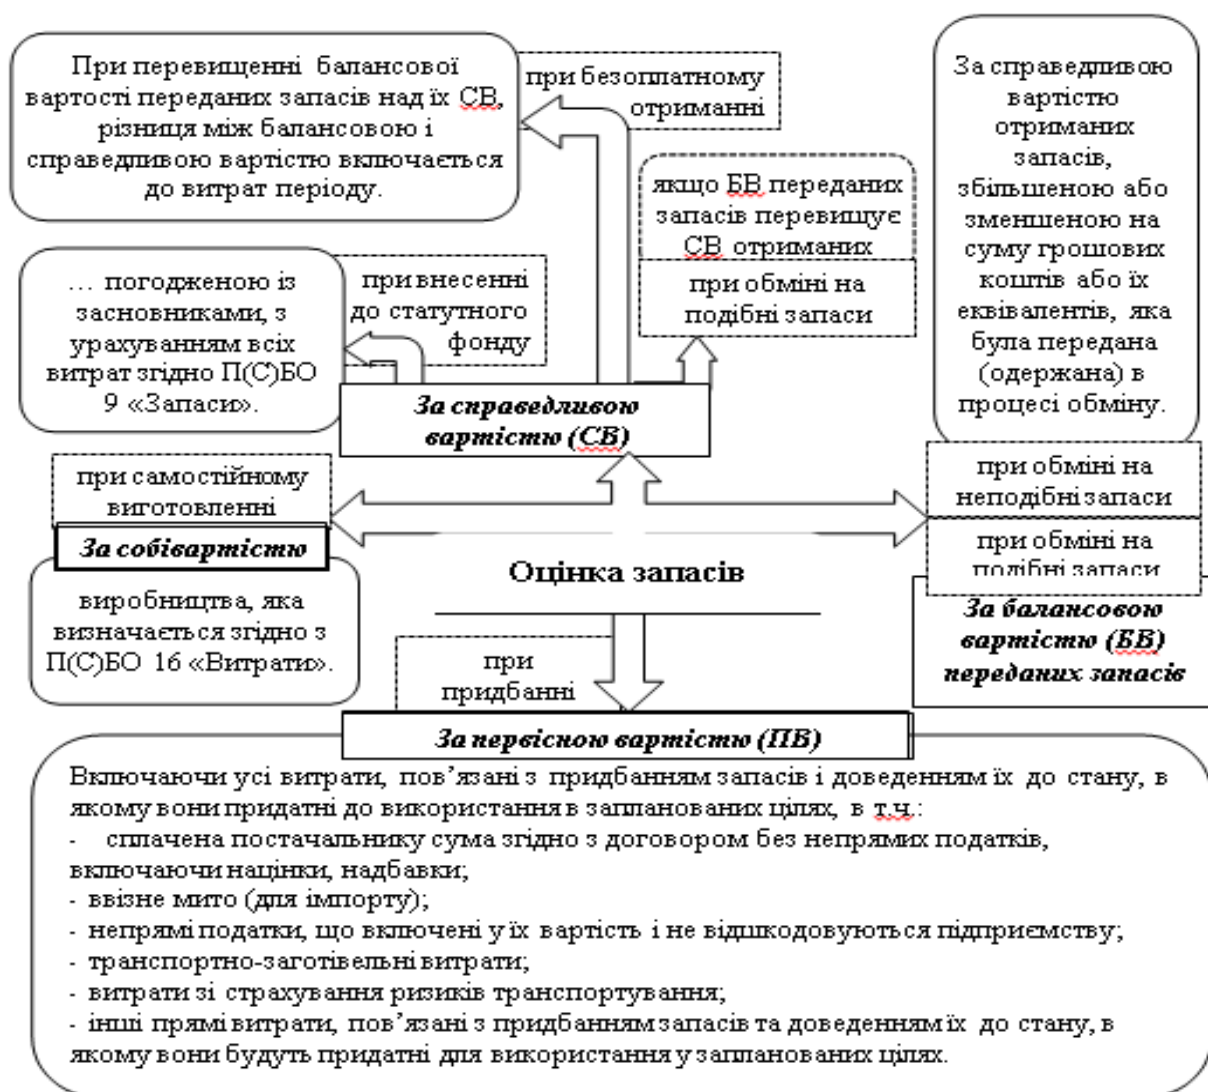 При перевищенні балансової
вартості переданих запасів над їх СВ,
різниця між балансовою і
справедливою вартістю включається
до витрат періоду.
при безоплатному
отриманні
якщо БВ переданих
запасів перевищує
СВ отриманих
при обміні на
подібні запаси
За справедливою
вартістю
отриманих
запасів,
збільшеною або
зменшеною на
суму грошових
коштів або їх
еквівалентів, яка
була передана
(одержана) в
процесі обміну.
… погодженою із
засновниками, з
урахуванням всіх
витрат згідно П(С)БО
9 «Запаси».
при внесенні
до статутного
фонду
За справедливою
вартістю (СВ)
при самостійному
виготовленні
За собівартістю
виробництва, яка
визначається згідно з
П(С)БО 16 «Витрати».
Оцінка запасів
при обміні на
неподібні запаси
при обміні на
подібні запаси
За балансовою
вартістю (БВ)
переданих запасів
при
придбанні
За первісною вартістю (ПВ)
Включаючи усі витрати, пов’язані з придбанням запасів і доведенням їх до стану, в
якому вони придатні до використання в запланованих цілях, в т.ч.:
- сплачена постачальнику сума згідно з договором без непрямих податків,
включаючи націнки, надбавки;
- ввізне мито (для імпорту);
- непрямі податки, що включені у їх вартість і не відшкодовуються підприємству;
- транспортно-заготівельні витрати;
- витрати зі страхування ризиків транспортування;
- інші прямі витрати, пов’язані з придбанням запасів та доведенням їх до стану, в
якому вони будуть придатні для використання у запланованих цілях.